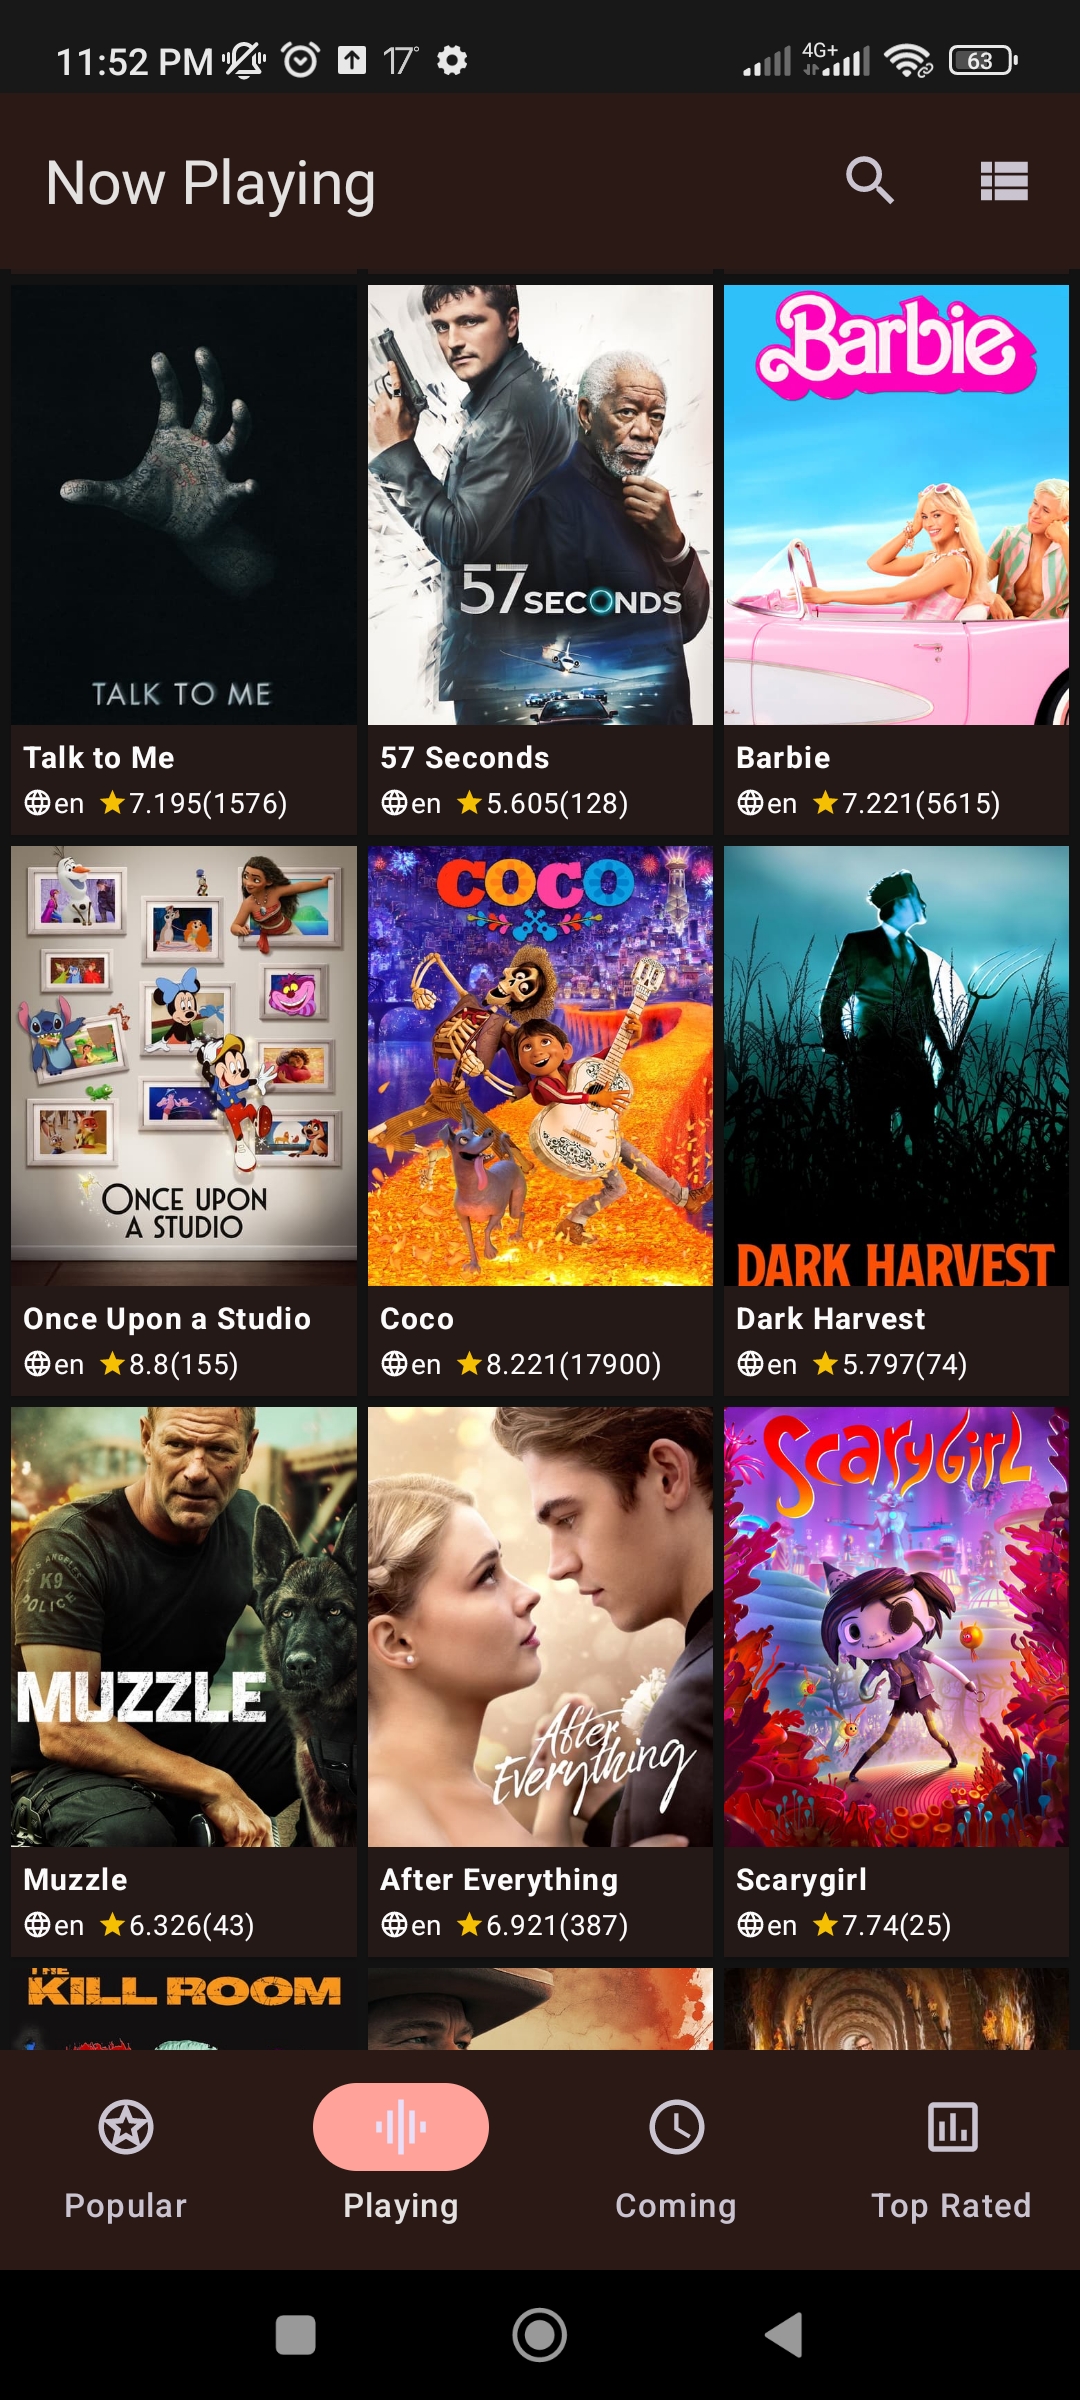 11:52 PM 17° 4G+ 63
Now Playing
TALK TO ME
57 SECONDS
Barbie
Talk to Me
en 7.195(1576)
57 Seconds
en 5.605(128)
Barbie
en 7.221(5615)
ONCE UPON
A STUDIO
COCO
DARK HARVEST
Once Upon a Studio
en 8.8(155)
Coco
en 8.221(17900)
Dark Harvest
en 5.797(74)
LOS ANGELES
K9
POLICE
MUZZLE
After
Everything
Scarygirl
Muzzle
en 6.326(43)
After Everything
en 6.921(387)
Scarygirl
en 7.74(25)
THE
KILL ROOM
Popular
Playing
Coming
Top Rated